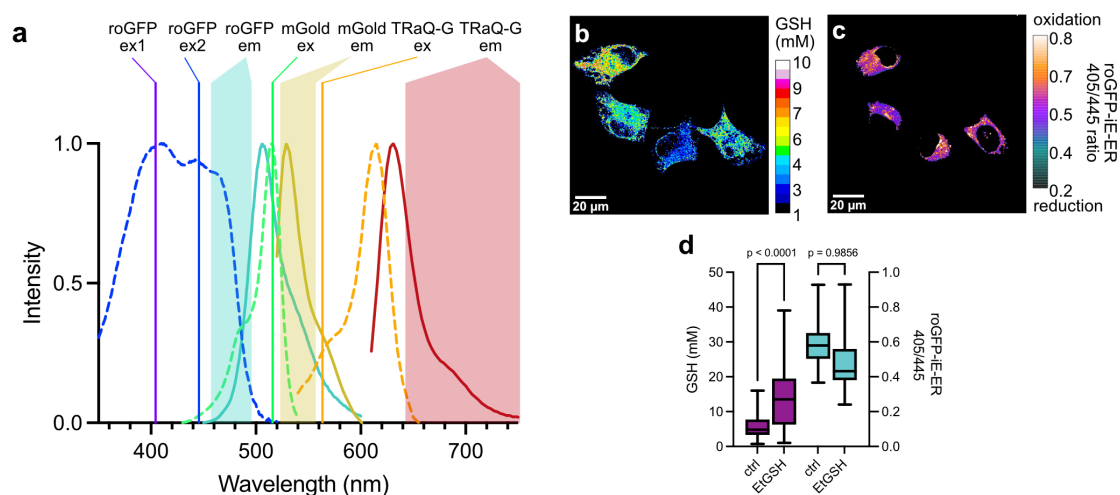 a
roGFP roGFP roGFP mGold mGold TRaQ-G TRaQ-G
ex1 ex2 em ex em ex em
1.0
0.5
0.0
Intensity
400 500 600 700
Wavelength (nm)
b
GSH
(mM)
10
9
8
7
6
5
4
3
2
1
20 µm
c
oxidation
0.8
0.7
0.6
0.5
0.4
0.3
0.2
reduction
roGFP-iE-ER
405/445 ratio
20 µm
d
p < 0.0001 p = 0.9856
50
40
30
20
10
0
GSH (mM)
1.0
0.8
0.6
0.4
0.2
0.0
roGFP-iE-ER
405/445
ctrl
EtGSH
ctrl
EtGSH